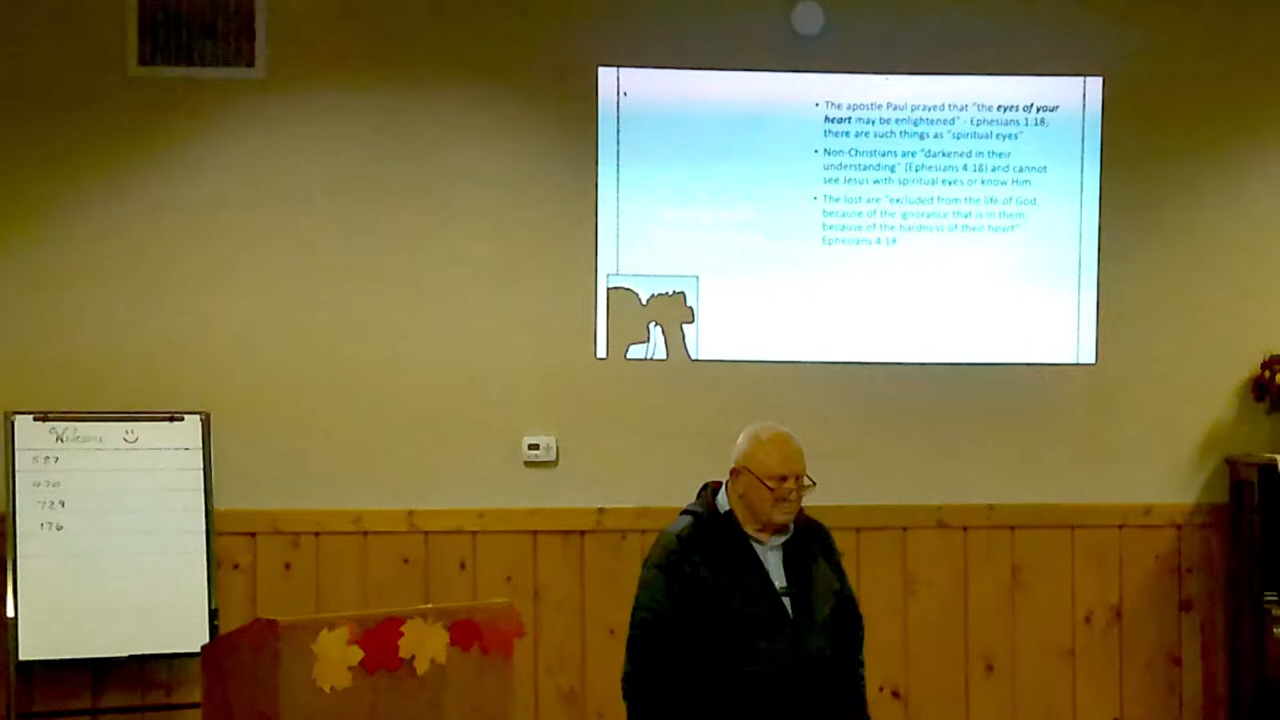 • The apostle Paul prayed that "the eyes of your
heart may be enlightened" - Ephesians 1:18,
there are such things as "spiritual eyes"
• Non-Christians are "darkened in their
understanding" (Ephesians 4:18) and cannot
see Jesus with spiritual eyes or know Him
• The lost are "excluded from the life of God,
because of the ignorance that is in them,
because of the hardness of their heart"
Ephesians 4:18
Welcome
587
729
176